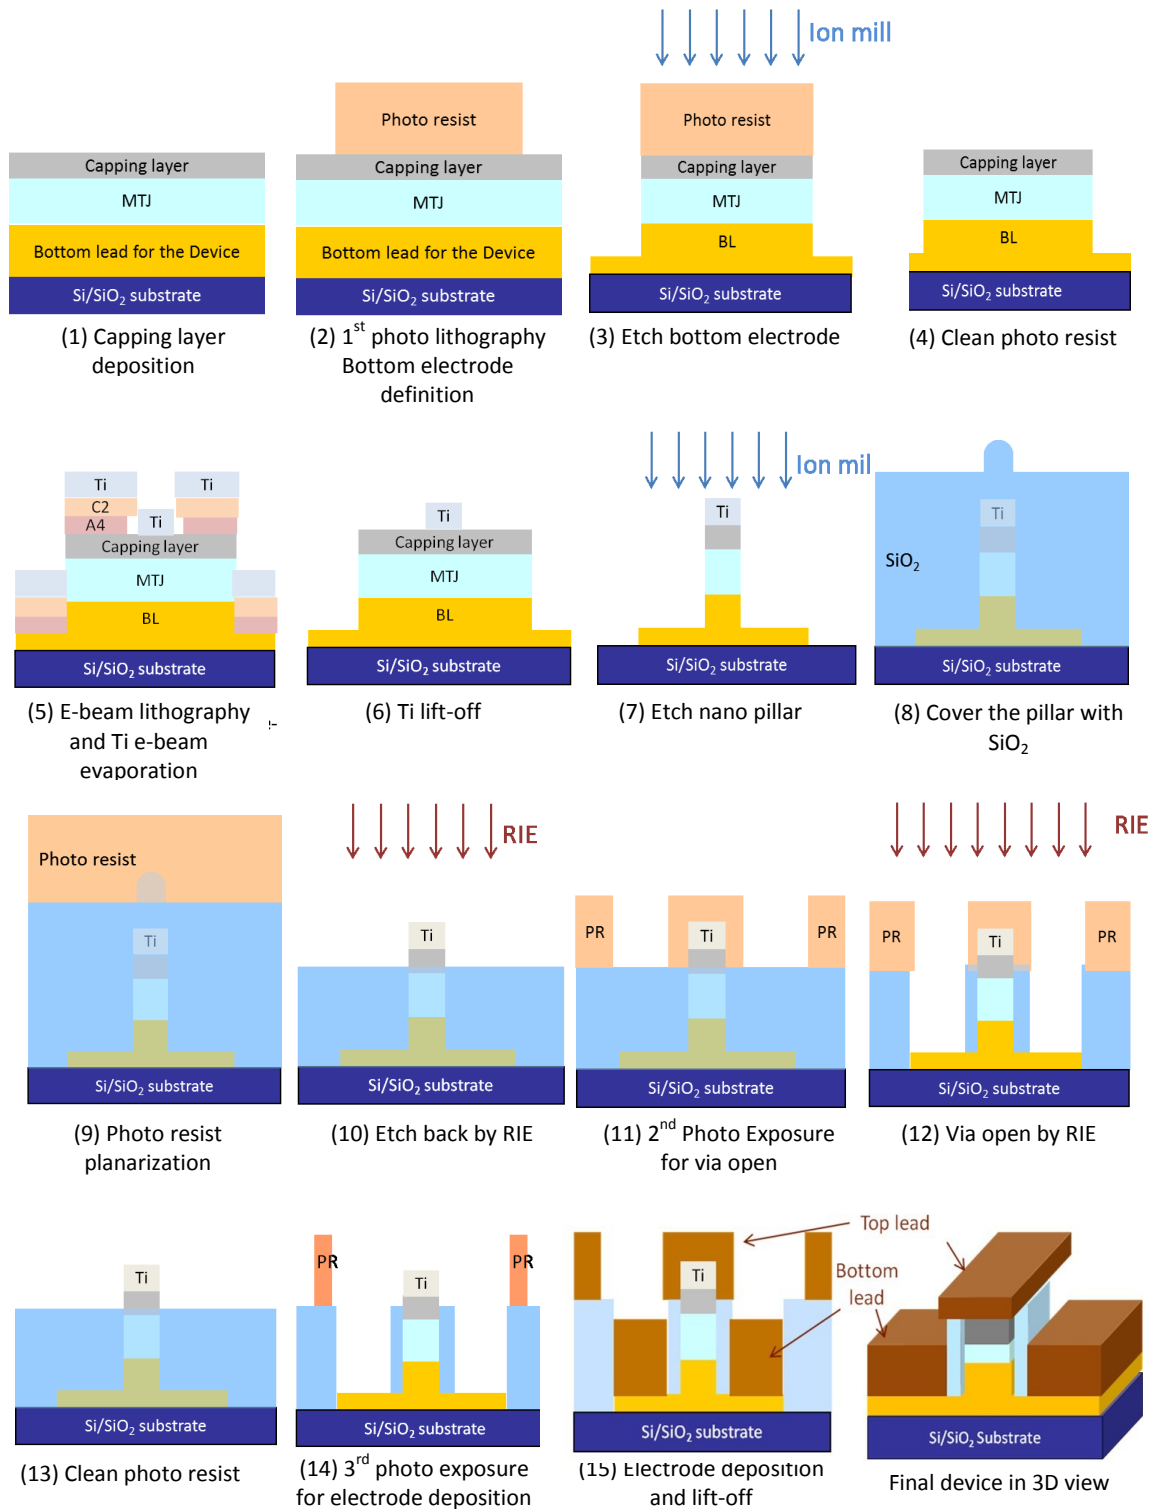 Ion mill
Photo resist
Photo resist
Capping layer
MTJ
Bottom lead for the Device
Si/SiO2 substrate
(1) Capping layer
deposition
Capping layer
MTJ
Bottom lead for the Device
Si/SiO2 substrate
(2) 1st photo lithography
Bottom electrode
definition
Capping layer
MTJ
BL
Si/SiO2 substrate
(3) Etch bottom electrode
Capping layer
MTJ
BL
Si/SiO2 substrate
(4) Clean photo resist
Ti
Ti
C2
Ti
A4
Capping layer
MTJ
BL
Si/SiO2 substrate
(5) E-beam lithography
and Ti e-beam
evaporation
e-
Ti
Capping layer
MTJ
BL
Si/SiO2 substrate
(6) Ti lift-off
Ion mil
Ti
Si/SiO2 substrate
(7) Etch nano pillar
Ti
SiO2
Si/SiO2 substrate
(8) Cover the pillar with
SiO2
Photo resist
Ti
Si/SiO2 substrate
(9) Photo resist
planarization
RIE
Ti
Si/SiO2 substrate
(10) Etch back by RIE
PR
Ti
PR
Si/SiO2 substrate
(11) 2nd Photo Exposure
for via open
RIE
PR
Ti
PR
Si/SiO2 substrate
(12) Via open by RIE
Ti
Si/SiO2 substrate
(13) Clean photo resist
PR
PR
Ti
Si/SiO2 substrate
(14) 3rd photo exposure
for electrode deposition
Ti
Si/SiO2 substrate
(15) Electrode deposition
and lift-off
Top lead
Bottom
lead
Si/SiO2 Substrate
Final device in 3D view